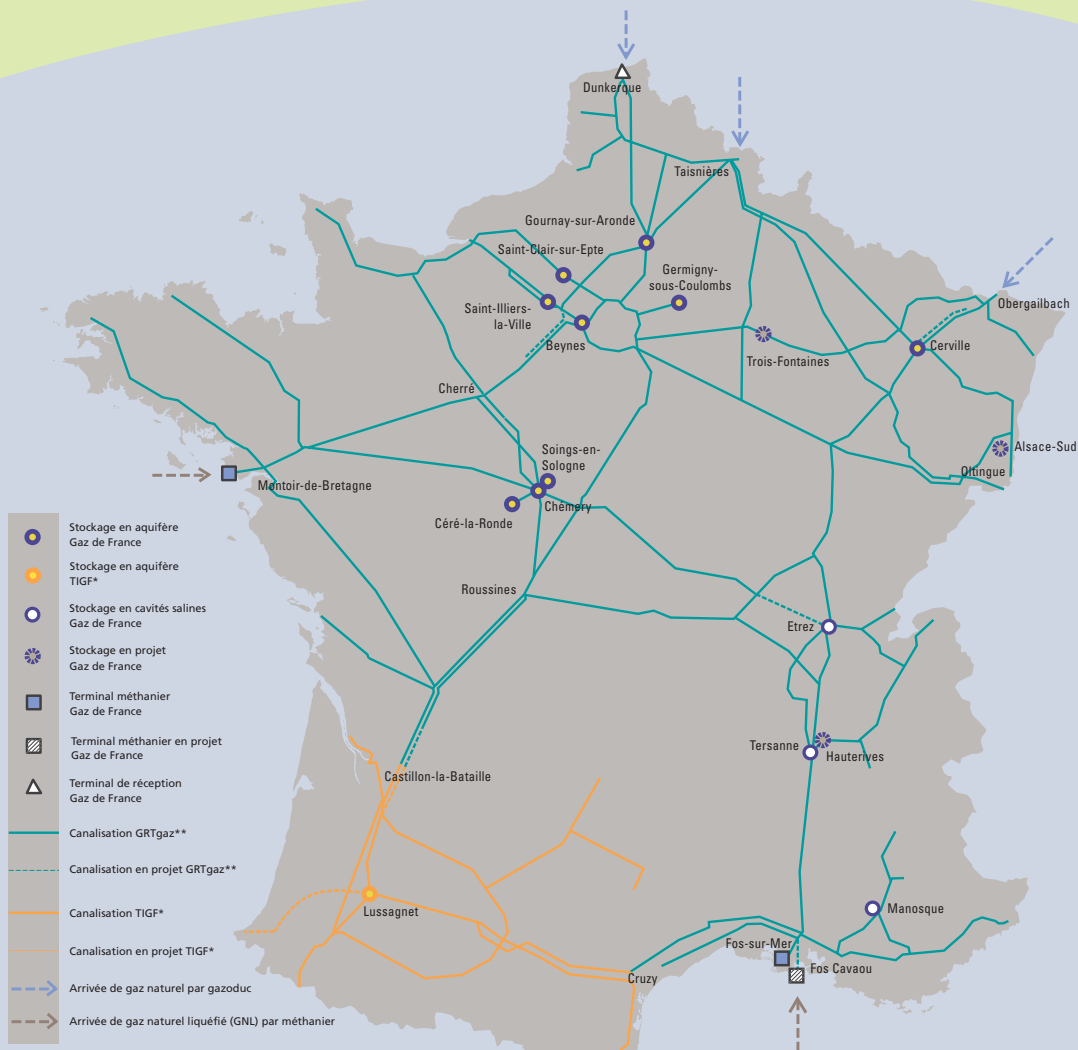 Dunkerque
Taisnières
Gournay-sur-Aronde
Saint-Clair-sur-Epte
Germigny-
sous-Coulombs
Obergailbach
Saint-Illiers-
la-Ville
Beynes
Cerville
Trois-Fontaines
Cherré
Soings-en-
Sologne
Alsace-Sud
Oltingue
Montoir-de-Bretagne
Chémery
Céré-la-Ronde
Roussines
Etrez
Tersanne
Hauterives
Castillon-la-Bataille
Lussagnet
Manosque
Fos-sur-Mer
Fos Cavaou
Cruzy
Stockage en aquifère
Gaz de France
Stockage en aquifère
TIGF*
Stockage en cavités salines
Gaz de France
Stockage en projet
Gaz de France
Terminal méthanier
Gaz de France
Terminal méthanier en projet
Gaz de France
Terminal de réception
Gaz de France
Canalisation GRTgaz**
Canalisation en projet GRTgaz**
Canalisation TIGF*
Canalisation en projet TIGF*
Arrivée de gaz naturel par gazoduc
Arrivée de gaz naturel liquéfié (GNL) par méthanier